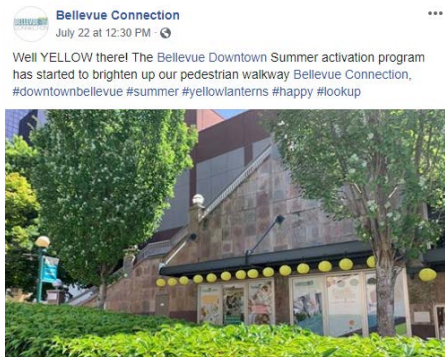 Bellevue Connection
July 22 at 12:30 PM ·
Well YELLOW there! The Bellevue Downtown Summer activation program
has started to brighten up our pedestrian walkway Bellevue Connection,
#downtownbellevue #summer #yellowlanterns #happy #lookup